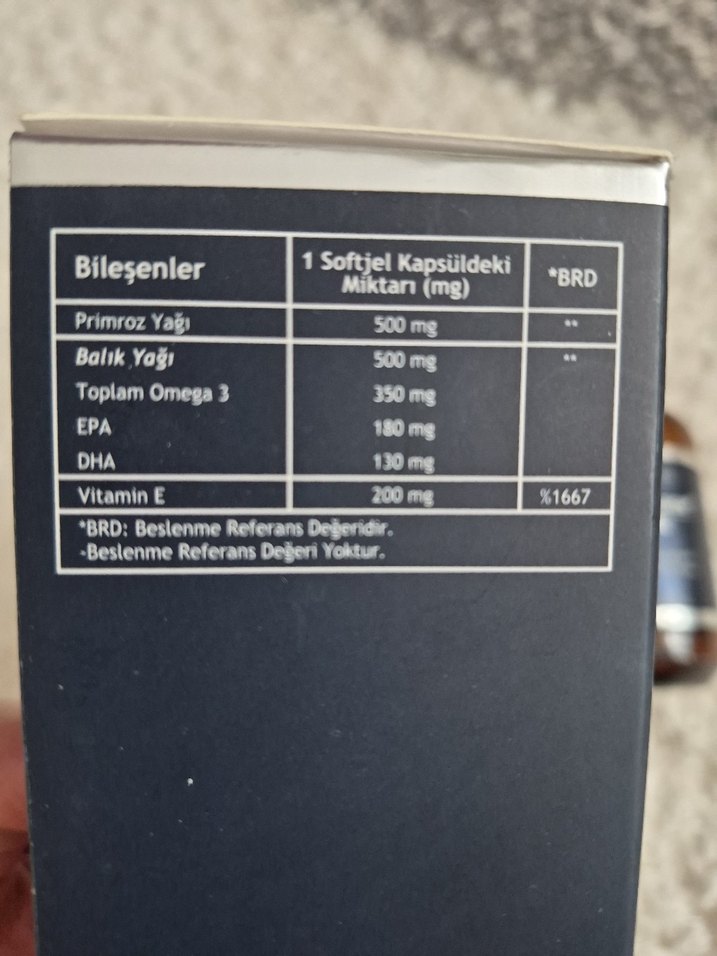 Bileşenler 1 Softjel Kapsüldeki Miktarı (mg) *BRD
Primroz Yağı 500 mg **
Balık Yağı 500 mg **
Toplam Omega 3 350 mg
EPA 180 mg
DHA 130 mg
Vitamin E 200 mg %1667
*BRD: Beslenme Referans Değeridir.
-Beslenme Referans Değeri Yoktur.